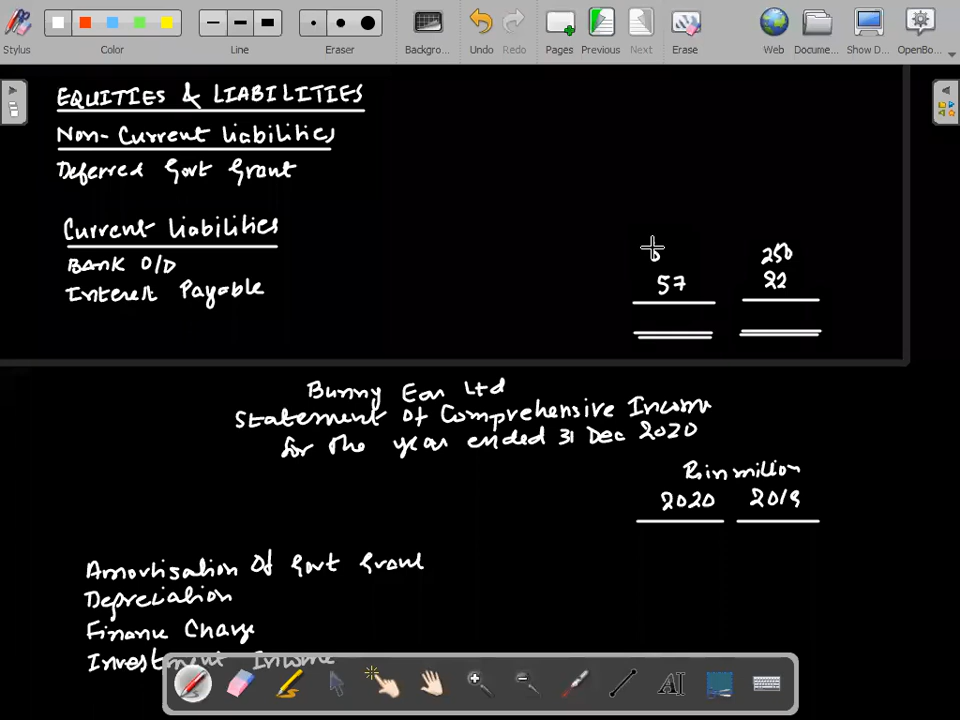 Stylus Color Line Eraser Backgro... Undo Redo Pages Previous Next Erase Web Docume... Show D... OpenBo...
EQUITIES & LIABILITIES
Non-Current Liabilities
Deferred Govt Grant
Current Liabilities
Bank O/D 250
Interest Payable 57 22
Bunny Ear Ltd
Statement Of Comprehensive Income
for the year ended 31 Dec 2020
R in million
2020 2019
Amortisation Of Govt Grant
Depreciation
Finance Charge
Investment Income